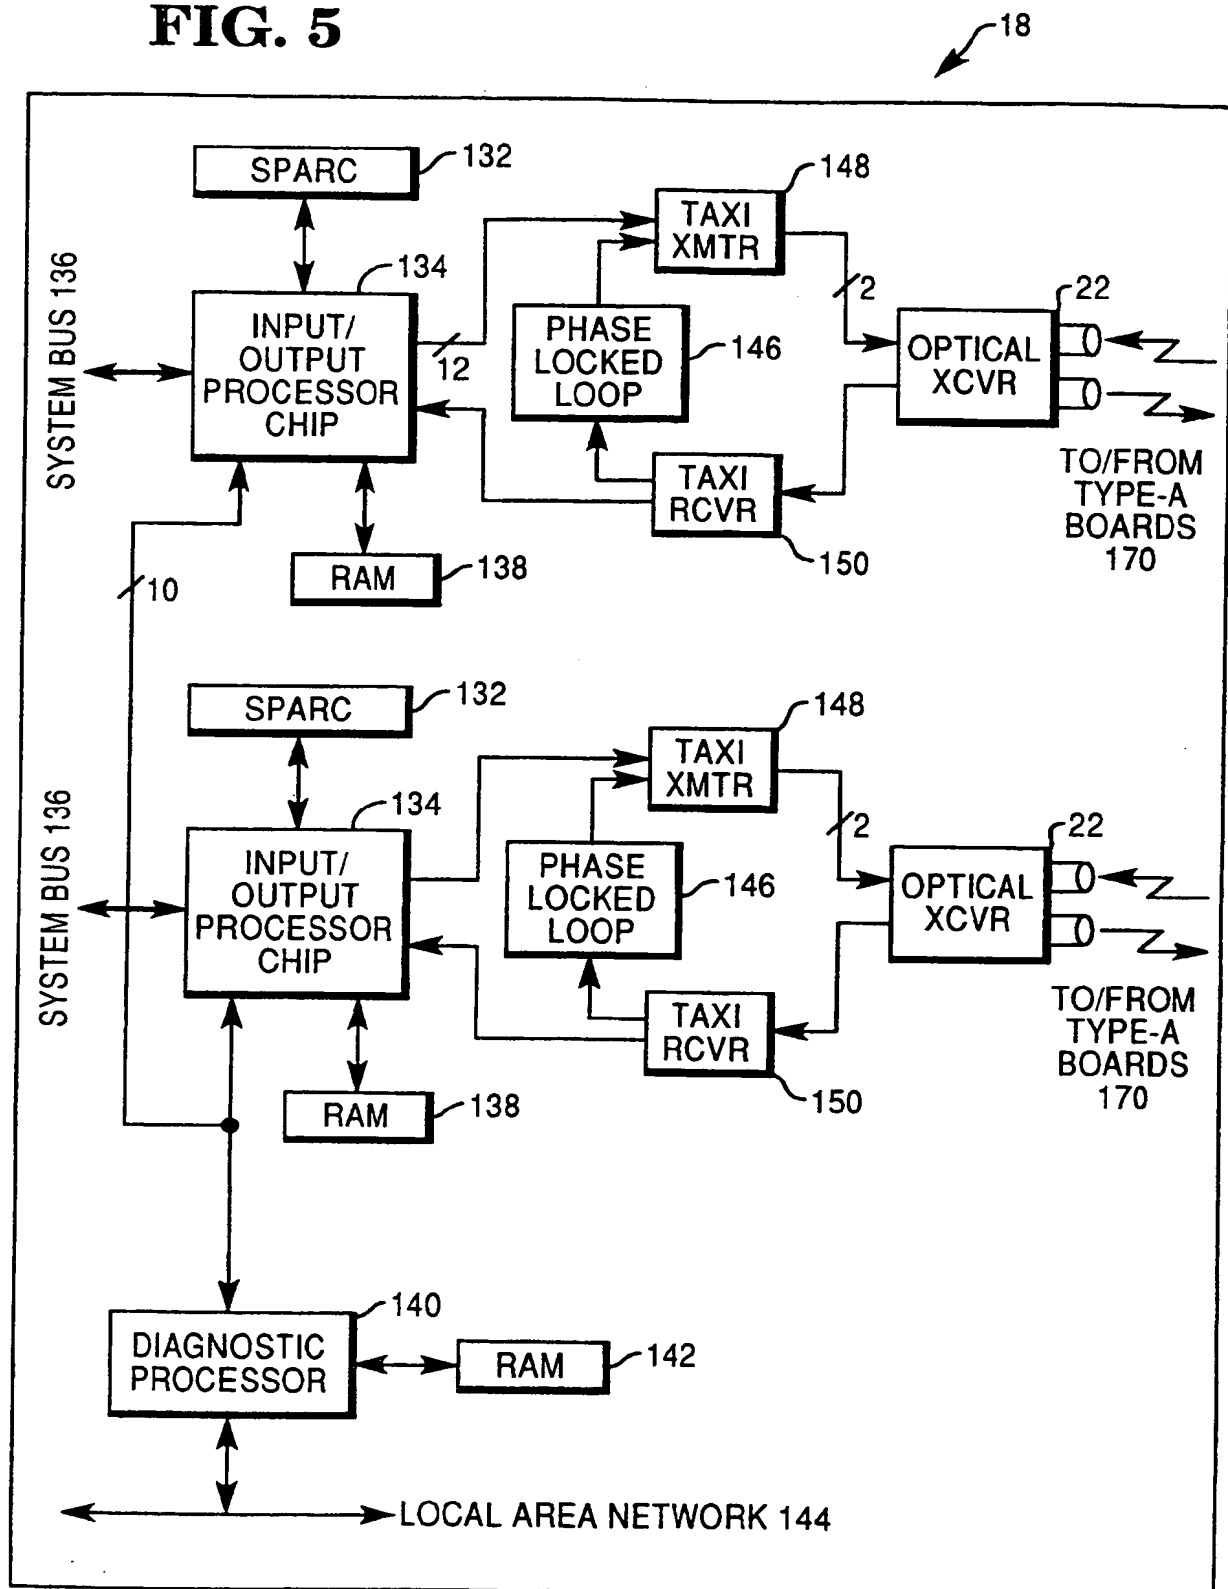 FIG. 5
18
SPARC
132
148
TAXI
XMTR
134
SYSTEM BUS 136
INPUT/
OUTPUT
PROCESSOR
CHIP
12
PHASE
LOCKED
LOOP
146
2
22
OPTICAL
XCVR
TAXI
RCVR
150
TO/FROM
TYPE-A
BOARDS
170
RAM
138
10
SPARC
132
148
TAXI
XMTR
134
SYSTEM BUS 136
INPUT/
OUTPUT
PROCESSOR
CHIP
PHASE
LOCKED
LOOP
146
2
22
OPTICAL
XCVR
TAXI
RCVR
150
TO/FROM
TYPE-A
BOARDS
170
RAM
138
140
DIAGNOSTIC
PROCESSOR
RAM
142
LOCAL AREA NETWORK 144